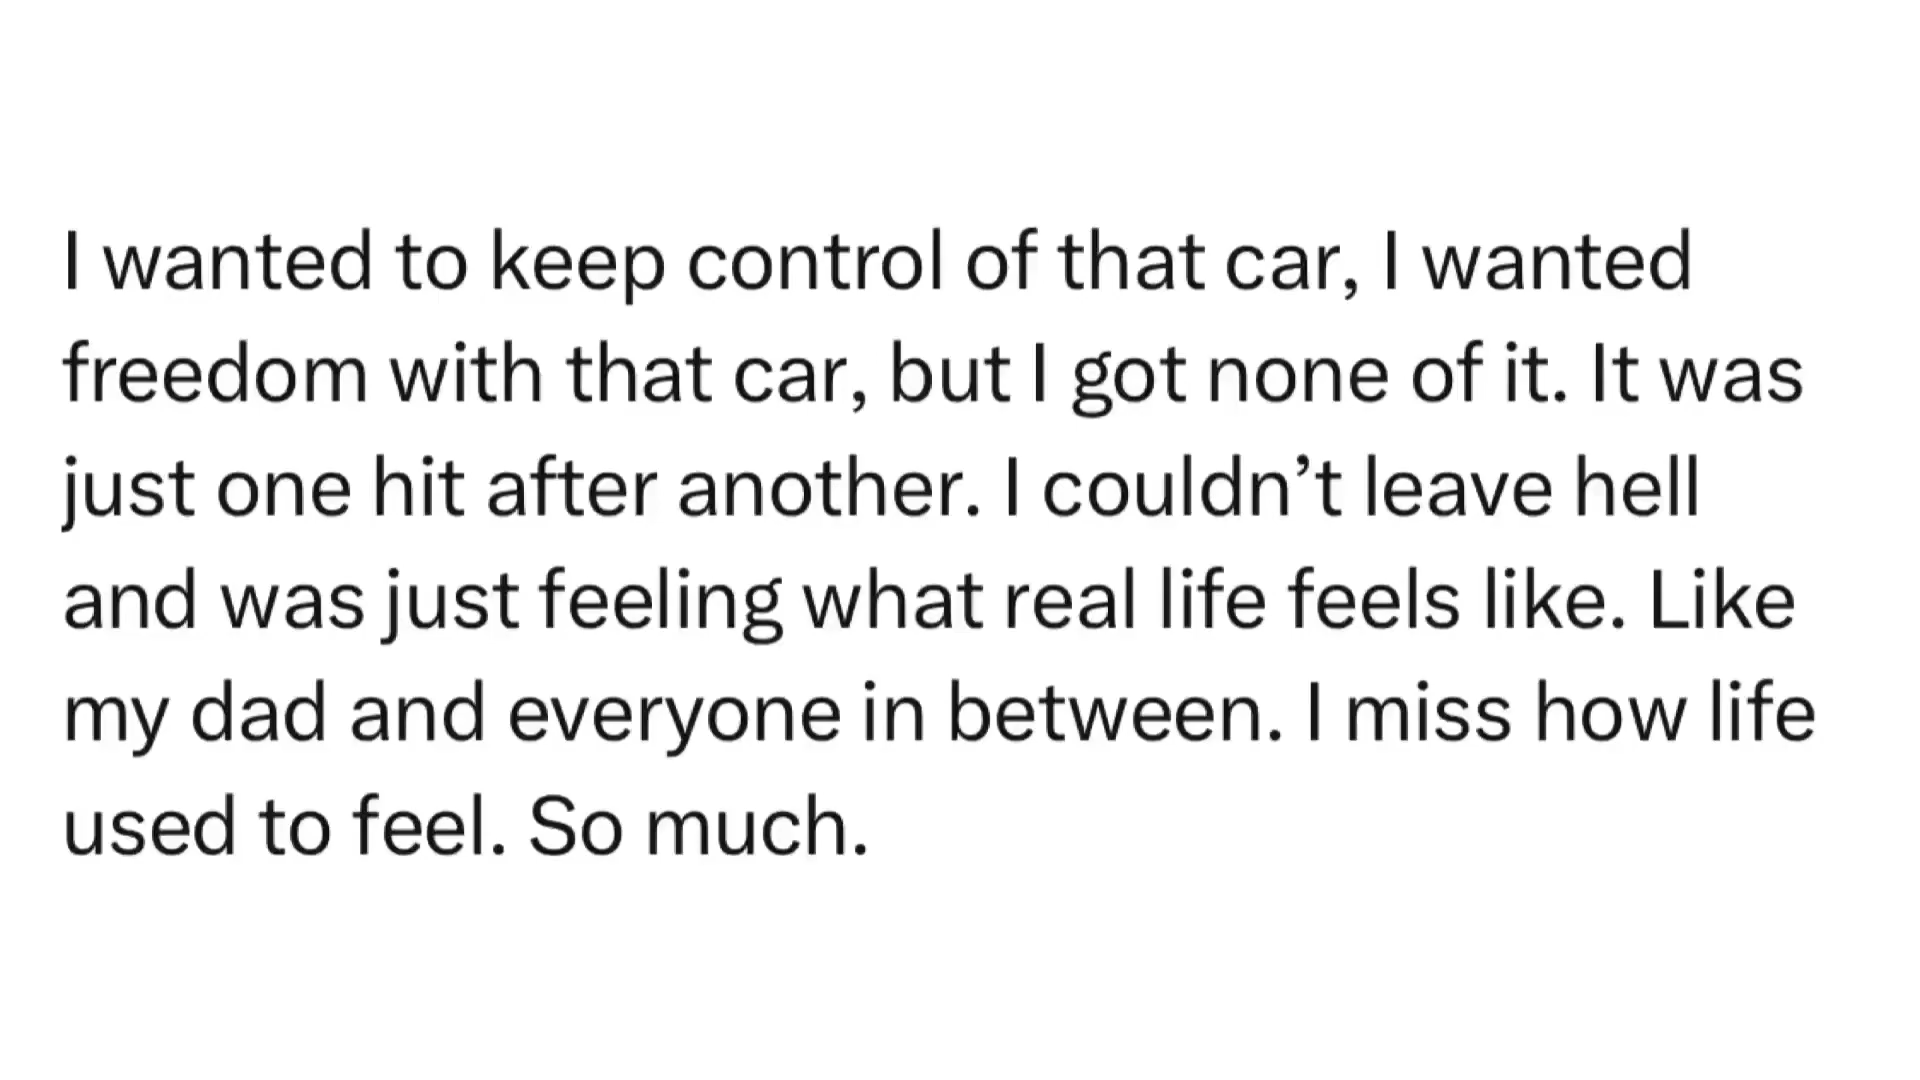 I wanted to keep control of that car, I wanted
freedom with that car, but I got none of it. It was
just one hit after another. I couldn’t leave hell
and was just feeling what real life feels like. Like
my dad and everyone in between. I miss how life
used to feel. So much.